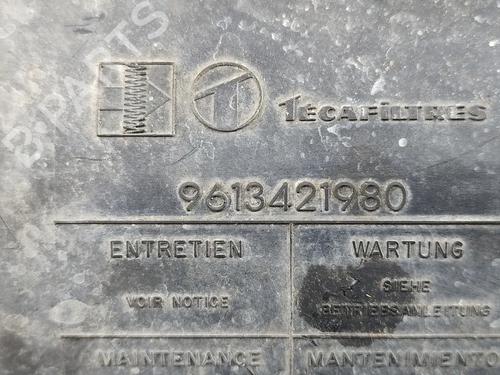 TECAFILTRES
9613421980
ENTRETIEN WARTUNG
VOIR NOTICE SIEHE
BETRIEBSANLEITUNG
MAINTENANCE MANTENIMIENTO